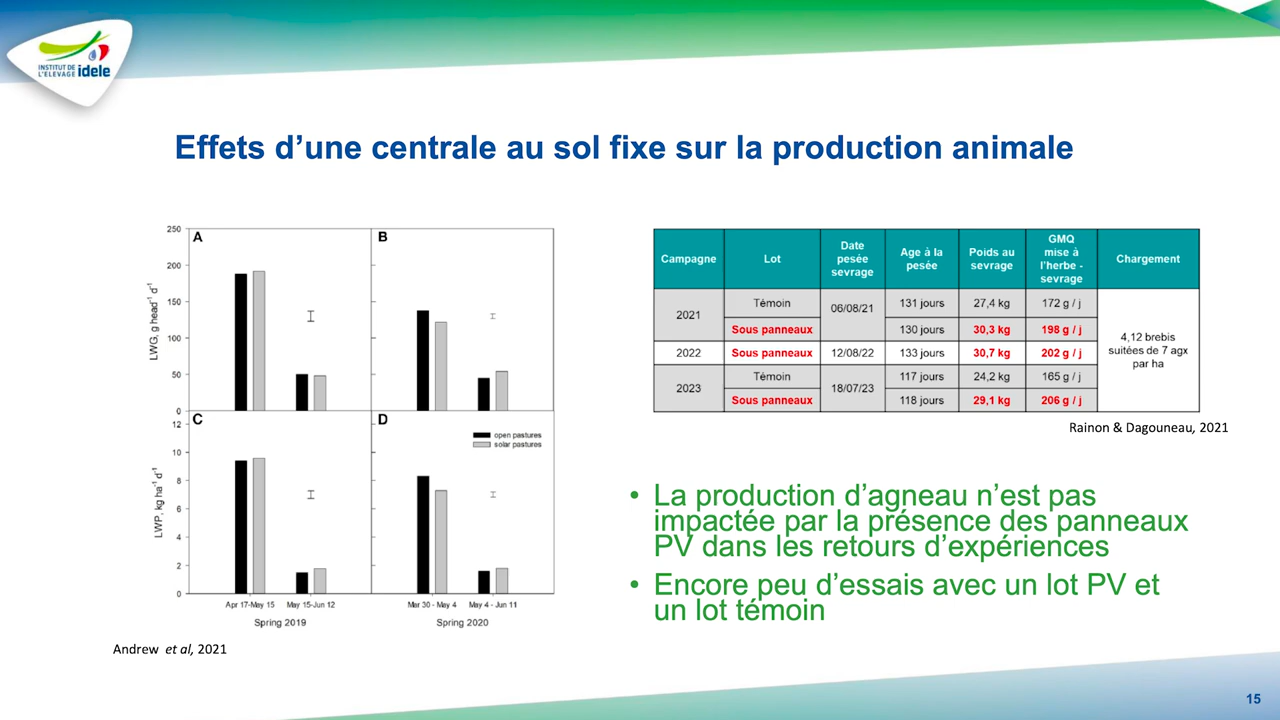 INSTITUT DE
L'ELEVAGE idele
Effets d'une centrale au sol fixe sur la production animale
A
B
250
200
150
100
50
0
LWG, g head⁻¹ d⁻¹
C
D
12
10
8
6
4
2
0
LWP, kg ha⁻¹ d⁻¹
open pastures
solar pastures
Apr 17-May 15 May 15-Jun 12 Mar 30 - May 4 May 4 - Jun 11
Spring 2019 Spring 2020
Andrew et al, 2021
Campagne Lot Date pesée sevrage Age à la pesée Poids au sevrage GMQ mise à l'herbe - sevrage Chargement
2021 Témoin 06/08/21 131 jours 27,4 kg 172 g / j
Sous panneaux 130 jours 30,3 kg 198 g / j
2022 Sous panneaux 12/08/22 133 jours 30,7 kg 202 g / j
2023 Témoin 18/07/23 117 jours 24,2 kg 165 g / j
Sous panneaux 118 jours 29,1 kg 206 g / j
4,12 brebis
suitées de 7 agx
par ha
Rainon & Dagouneau, 2021
• La production d'agneau n'est pas
impactée par la présence des panneaux
PV dans les retours d'expériences
• Encore peu d'essais avec un lot PV et
un lot témoin
15